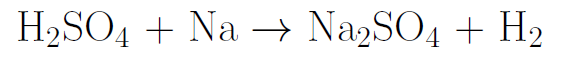 H₂SO₄ + Na → Na₂SO₄ + H₂